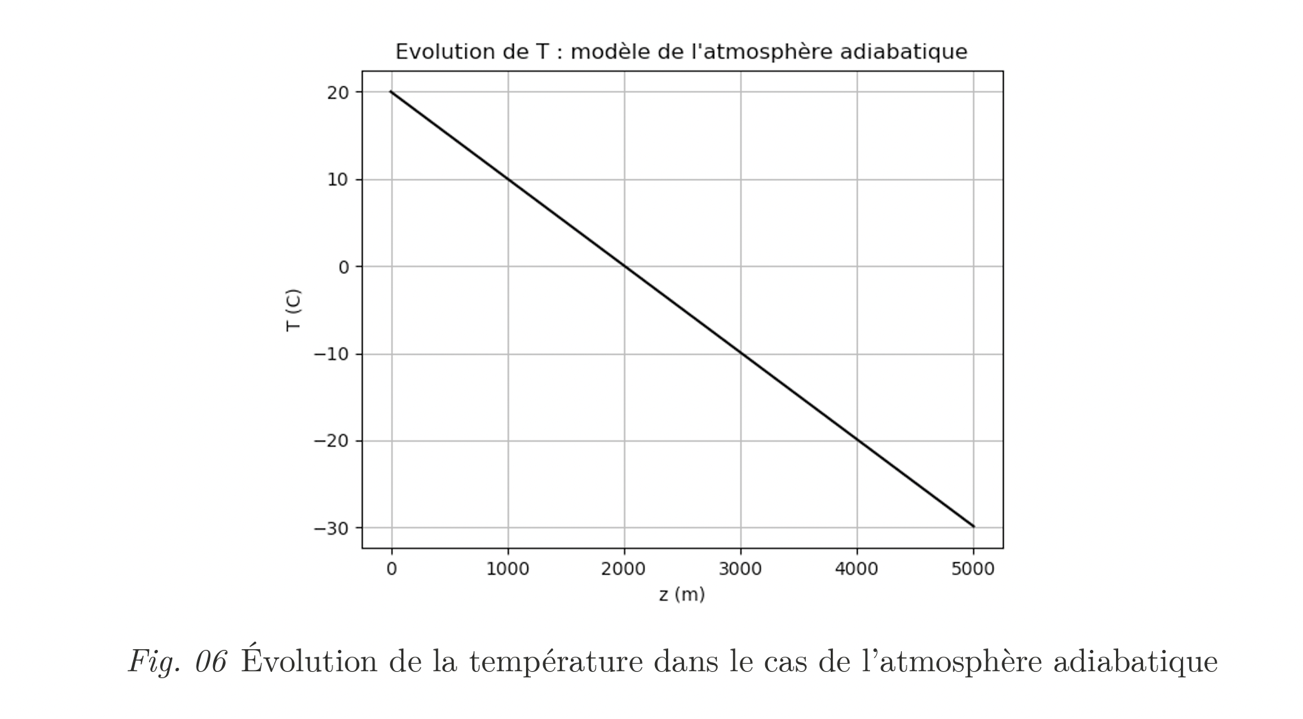 Evolution de T : modèle de l'atmosphère adiabatique
20
10
0
−10
−20
−30
T (C)
0 1000 2000 3000 4000 5000
z (m)
Fig. 06 Évolution de la température dans le cas de l'atmosphère adiabatique